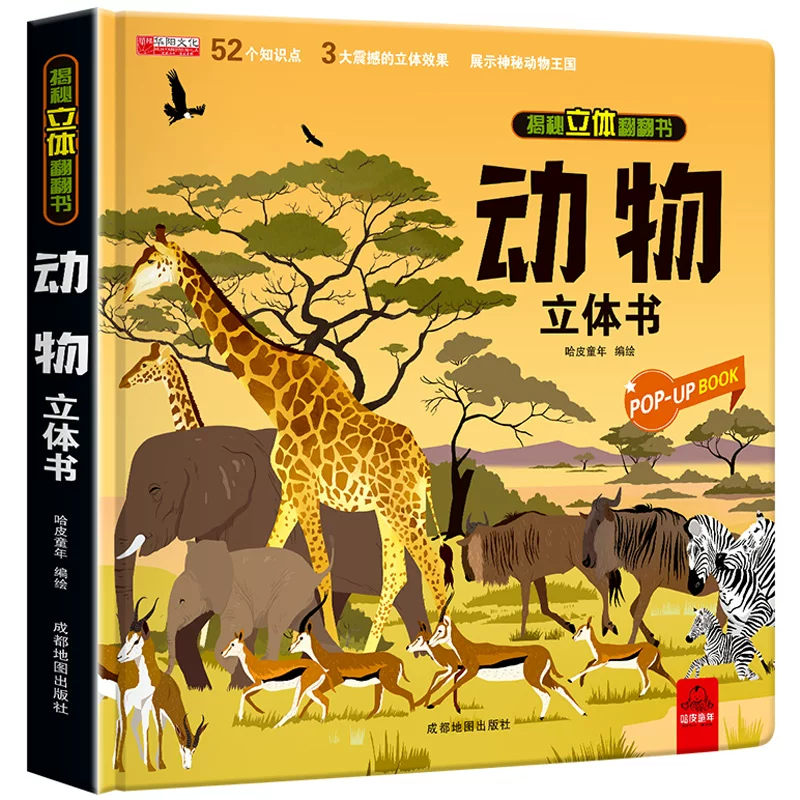 揭秘立体翻翻书
动物
立体书
哈皮童年 编绘
成都地图出版社
华阳文化
52个知识点 3大震撼的立体效果 展示神秘动物王国
揭秘立体翻翻书
动物
立体书
哈皮童年 编绘
POP-UP BOOK
成都地图出版社
哈皮童年